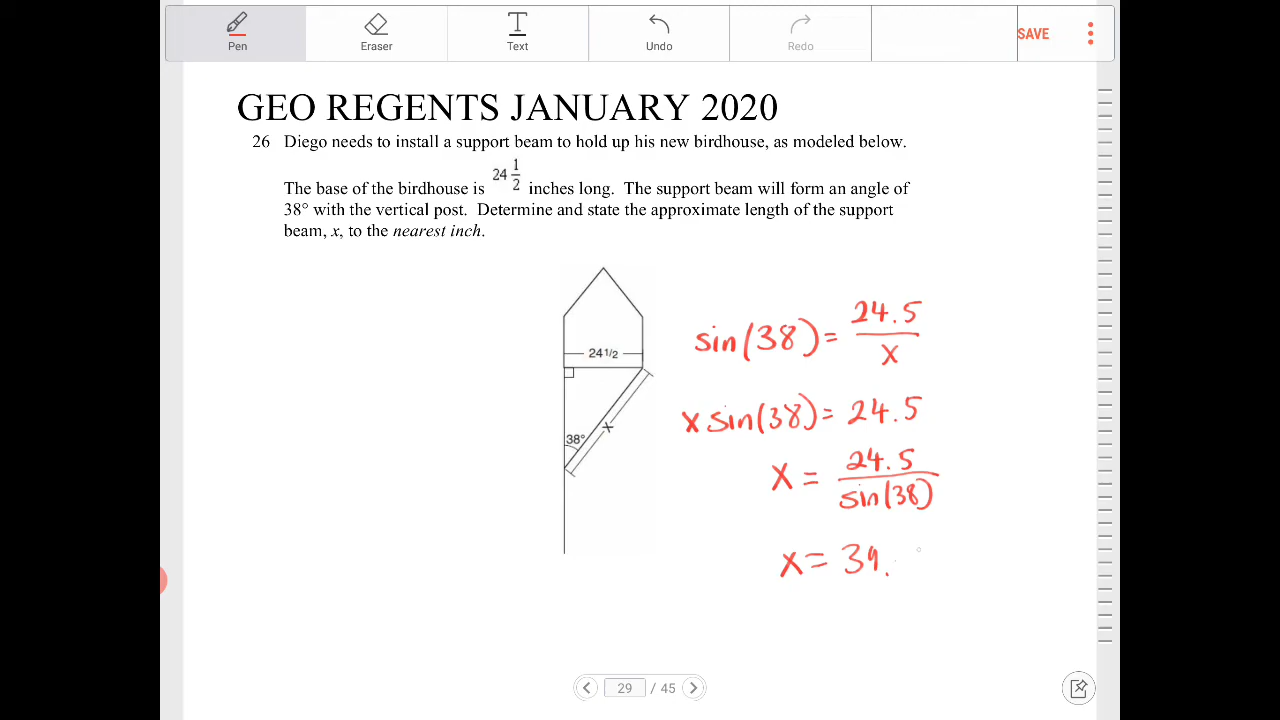 Pen Eraser Text Undo Redo SAVE
GEO REGENTS JANUARY 2020
26 Diego needs to install a support beam to hold up his new birdhouse, as modeled below.
The base of the birdhouse is 24 1/2 inches long. The support beam will form an angle of
38° with the vertical post. Determine and state the approximate length of the support
beam, x, to the nearest inch.
24 1/2
38°
x
sin(38) = 24.5/x
x sin(38) = 24.5
x = 24.5/sin(38)
x = 39.
29 / 45